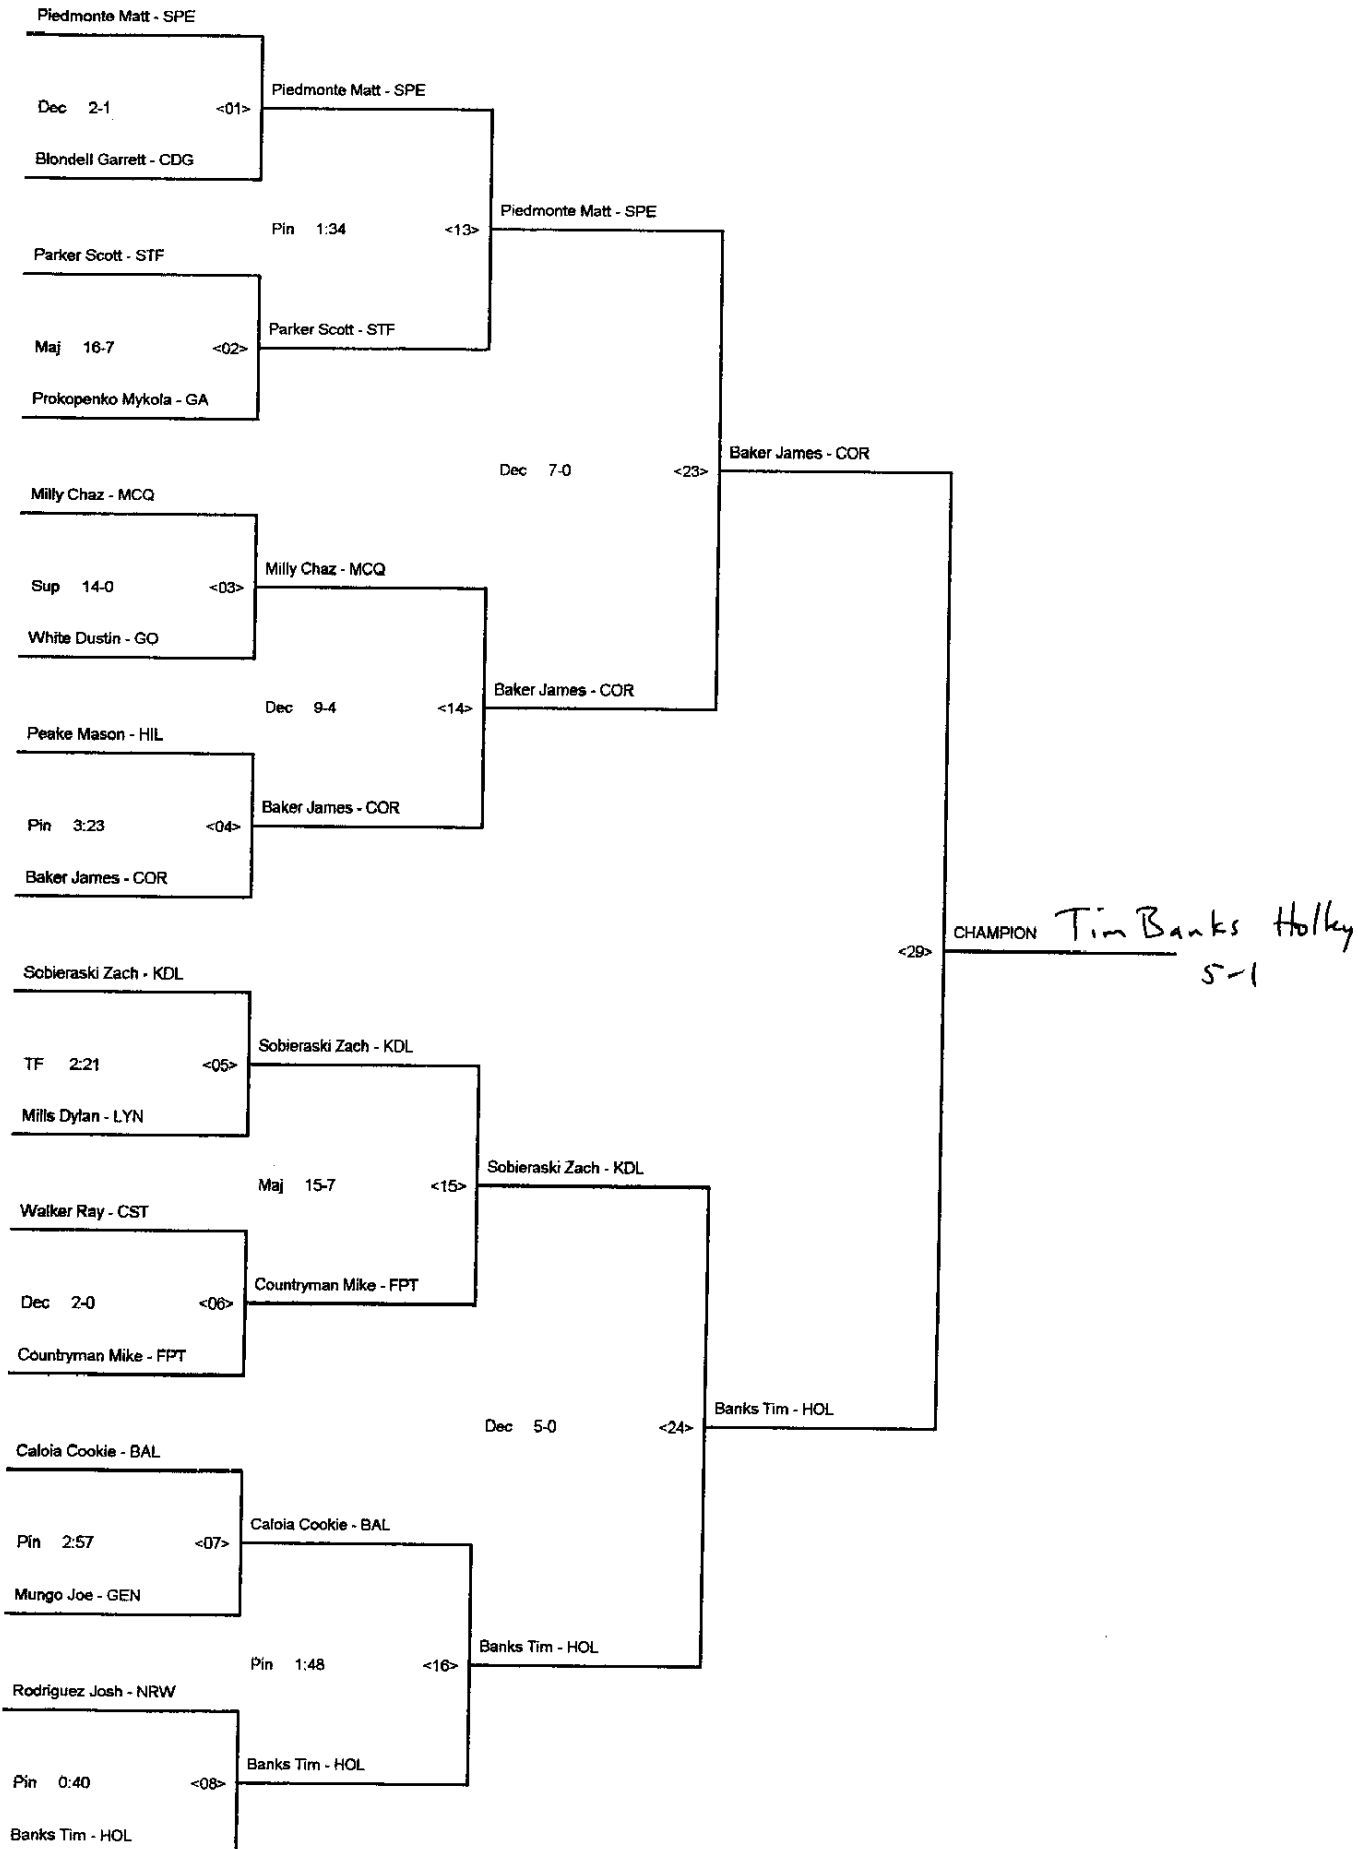 Piedmonte Matt - SPE
Piedmonte Matt - SPE
Dec 2-1 <01>
Blondell Garrett - CDG
Piedmonte Matt - SPE
Pin 1:34 <13>
Parker Scott - STF
Parker Scott - STF
Maj 16-7 <02>
Prokopenko Mykola - GA
Baker James - COR
Dec 7-0 <23>
Milly Chaz - MCQ
Milly Chaz - MCQ
Sup 14-0 <03>
White Dustin - GO
Baker James - COR
Dec 9-4 <14>
Peake Mason - HIL
Baker James - COR
Pin 3:23 <04>
Baker James - COR
CHAMPION Tim Banks Holley
<29>
5-1
Sobieraski Zach - KDL
Sobieraski Zach - KDL
TF 2:21 <05>
Mills Dylan - LYN
Sobieraski Zach - KDL
Maj 15-7 <15>
Walker Ray - CST
Countryman Mike - FPT
Dec 2-0 <06>
Countryman Mike - FPT
Banks Tim - HOL
Dec 5-0 <24>
Caloia Cookie - BAL
Caloia Cookie - BAL
Pin 2:57 <07>
Mungo Joe - GEN
Banks Tim - HOL
Pin 1:48 <16>
Rodriguez Josh - NRW
Banks Tim - HOL
Pin 0:40 <08>
Banks Tim - HOL